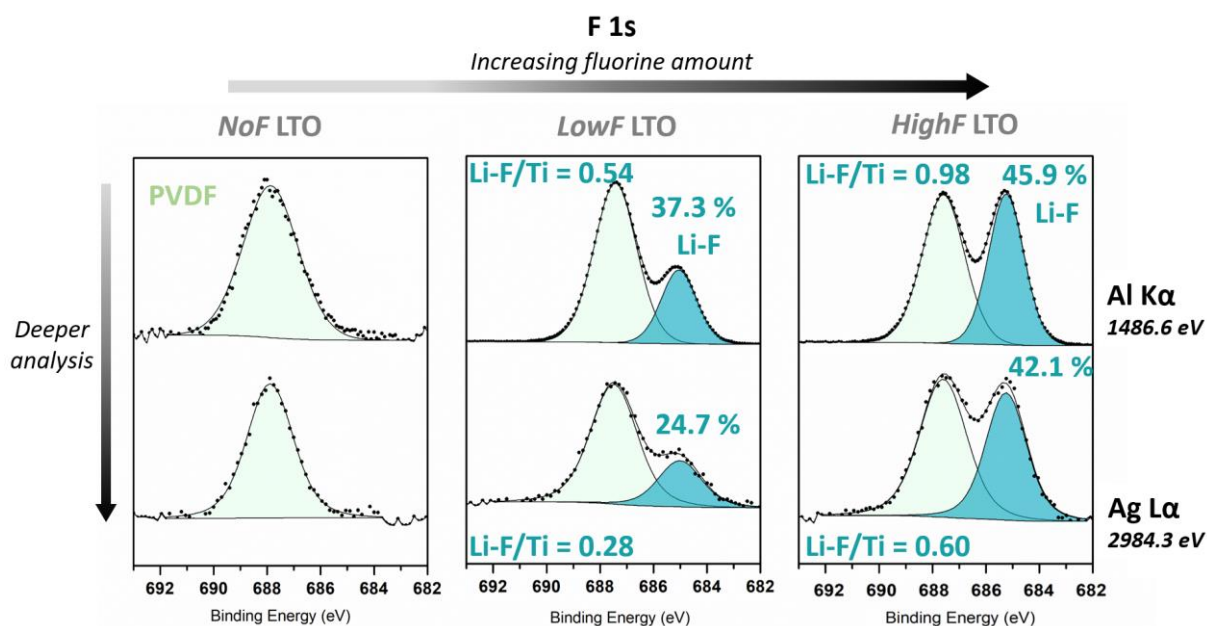 F 1s
Increasing fluorine amount
NoF LTO
LowF LTO
HighF LTO
Deeper
analysis
PVDF
Li-F/Ti = 0.54
37.3 %
Li-F
Li-F/Ti = 0.98
45.9 %
Li-F
Al Kα
1486.6 eV
24.7 %
Li-F/Ti = 0.28
42.1 %
Li-F/Ti = 0.60
Ag Lα
2984.3 eV
692 690 688 686 684 682
Binding Energy (eV)
692 690 688 686 684 682
Binding Energy (eV)
692 690 688 686 684 682
Binding Energy (eV)